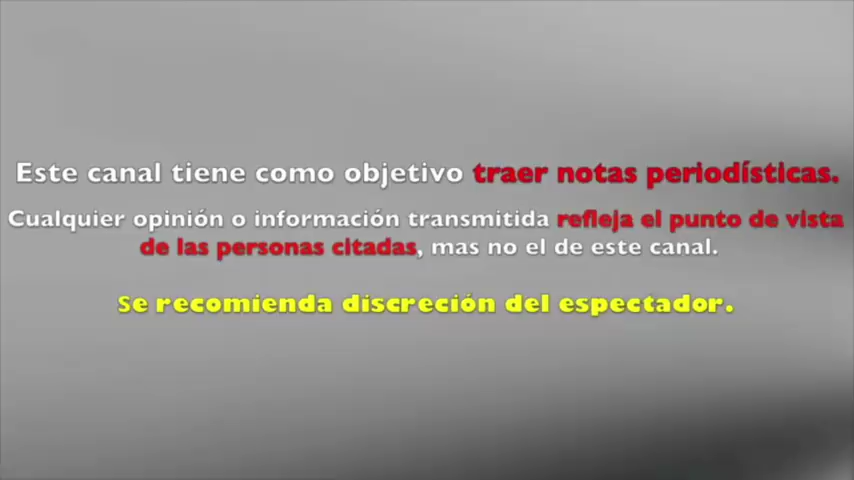 Este canal tiene como objetivo traer notas periodísticas.
Cualquier opinión o información transmitida refleja el punto de vista
de las personas citadas, mas no el de este canal.
Se recomienda discreción del espectador.